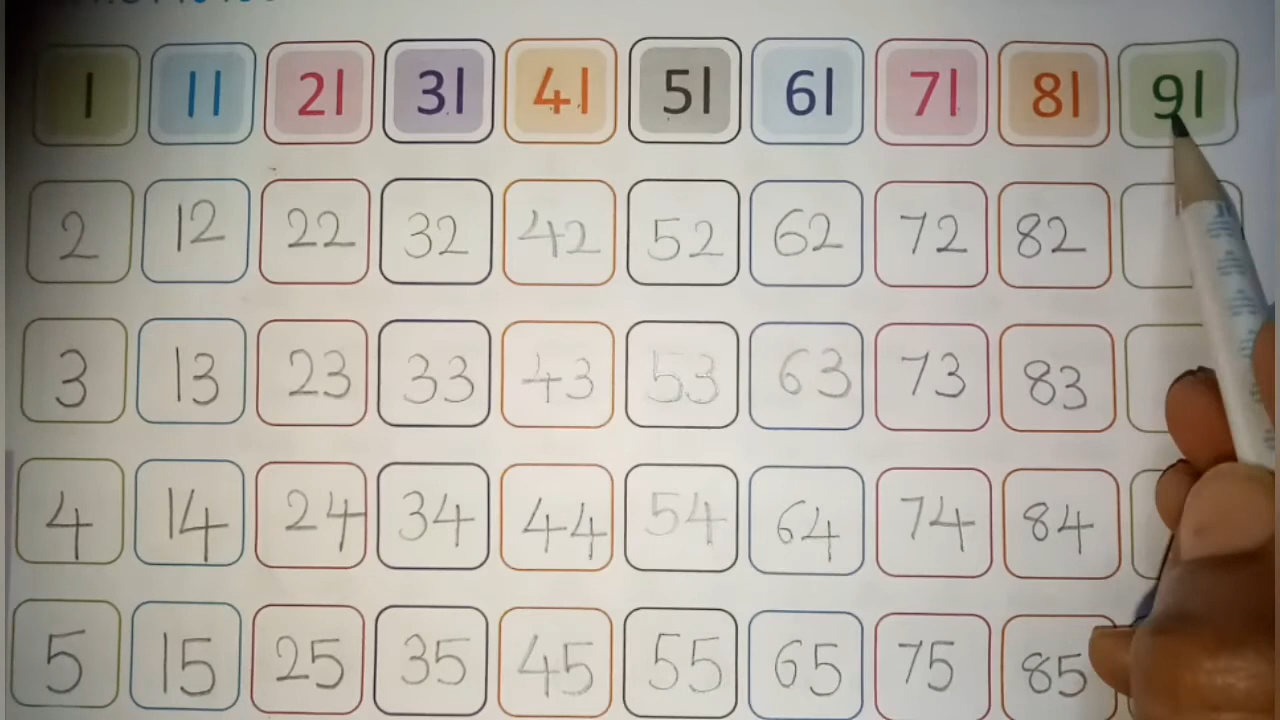 1 11 21 31 41 51 61 71 81 91
2 12 22 32 42 52 62 72 82
3 13 23 33 43 53 63 73 83
4 14 24 34 44 54 64 74 84
5 15 25 35 45 55 65 75 85